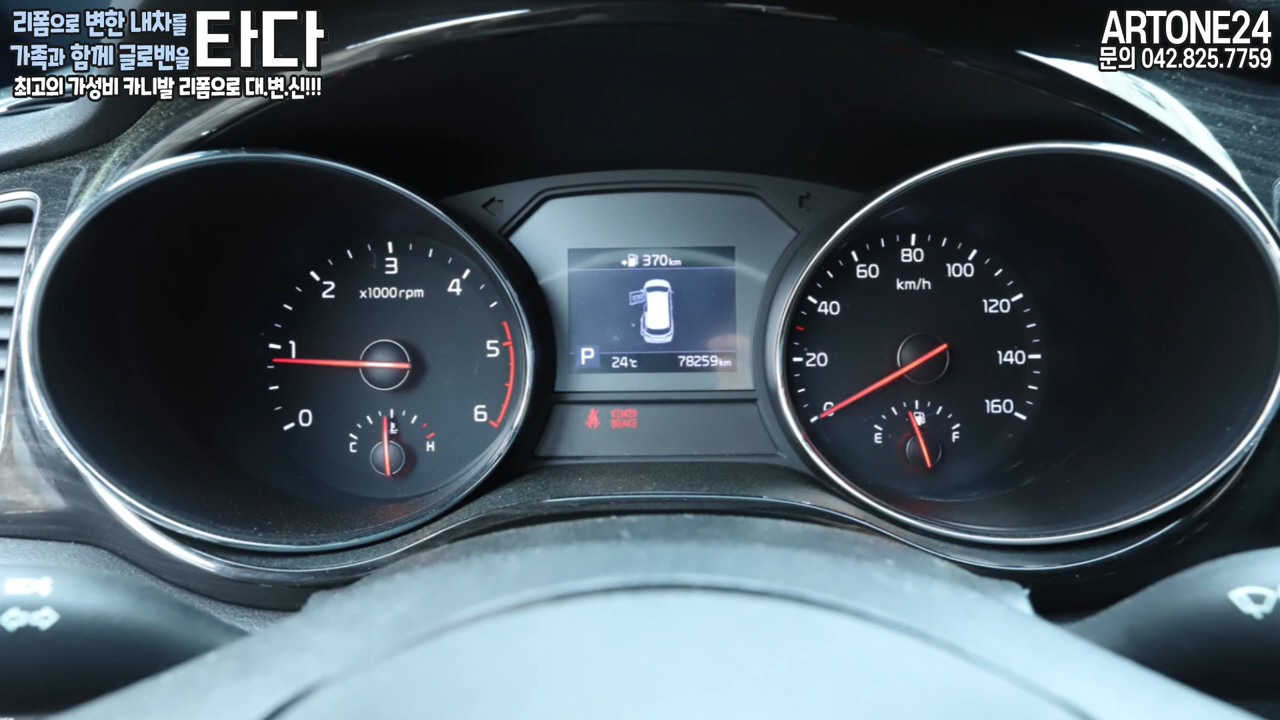 리폼으로 변한 내차를
가족과 함께 글로밴을
타다
최고의 가성비 카니발 리폼으로 대.변.신!!!
ARTONE24
문의 042.825.7759
370km
P
24℃
78259km
BRAKE
0
1
2
3
4
5
6
x1000rpm
C
H
0
20
40
60
80
100
120
140
160
km/h
E
F